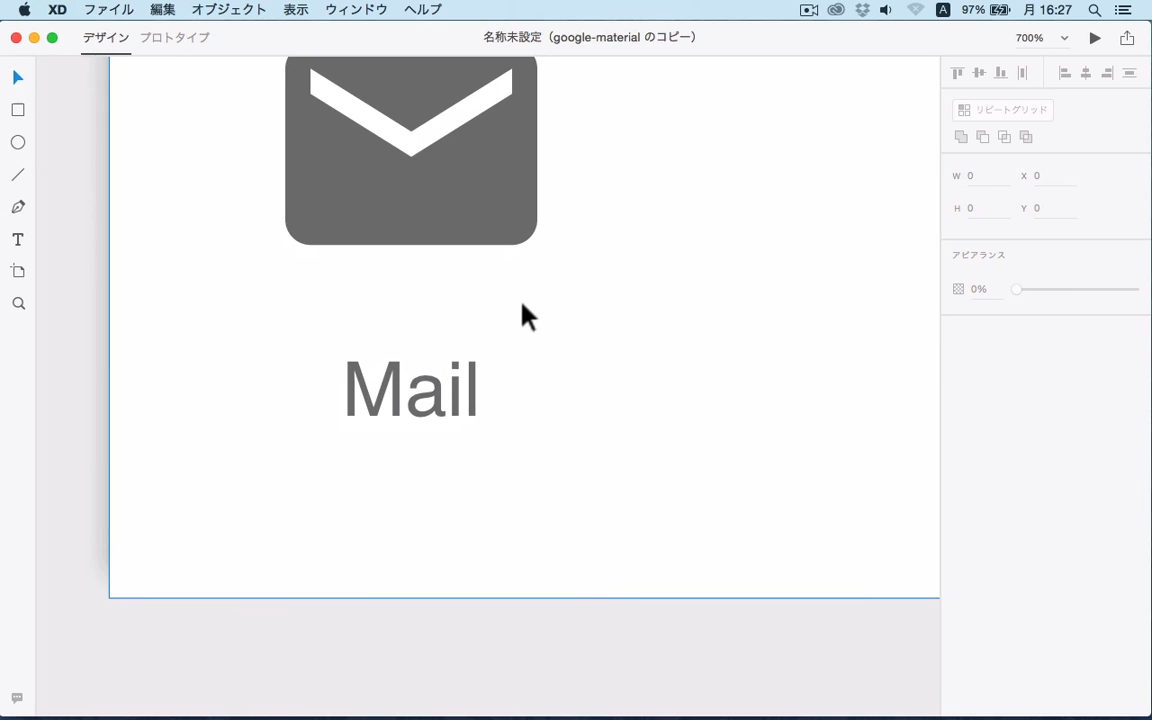 XD ファイル 編集 オブジェクト 表示 ウィンドウ ヘルプ A 97% 月 16:27
デザイン プロトタイプ 名称未設定（google-material のコピー） 700%
リピートグリッド
W 0 X 0
H 0 Y 0
アピアランス
0%
T
Mail